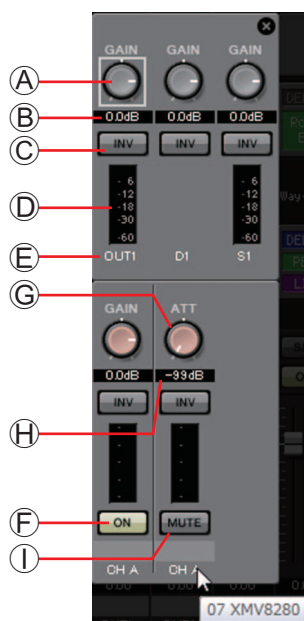 GAIN GAIN GAIN
A
B 0.0dB 0.0dB 0.0dB
C INV INV INV
- 6 - 6
-12 -12
D -18 -18
-30 -30
-60 -60
E OUT1 D1 S1
G
GAIN ATT
0.0dB -99dB
H
INV INV
F ON MUTE
I
CH A CH A
07 XMV8280